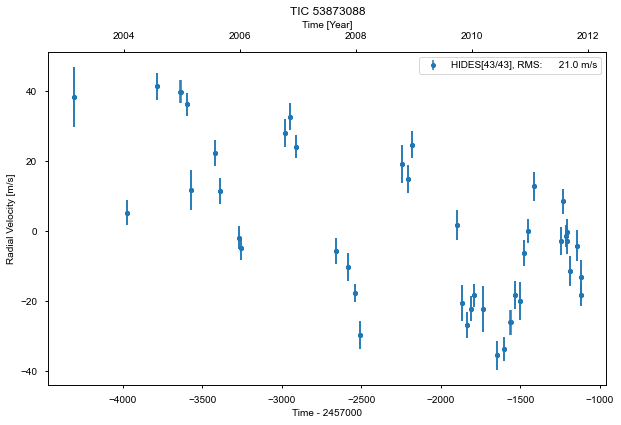 TIC 53873088
Time [Year]
2004 2006 2008 2010 2012
HIDES[43/43], RMS: 21.0 m/s
Radial Velocity [m/s]
40
20
0
−20
−40
−4000 −3500 −3000 −2500 −2000 −1500 −1000
Time - 2457000